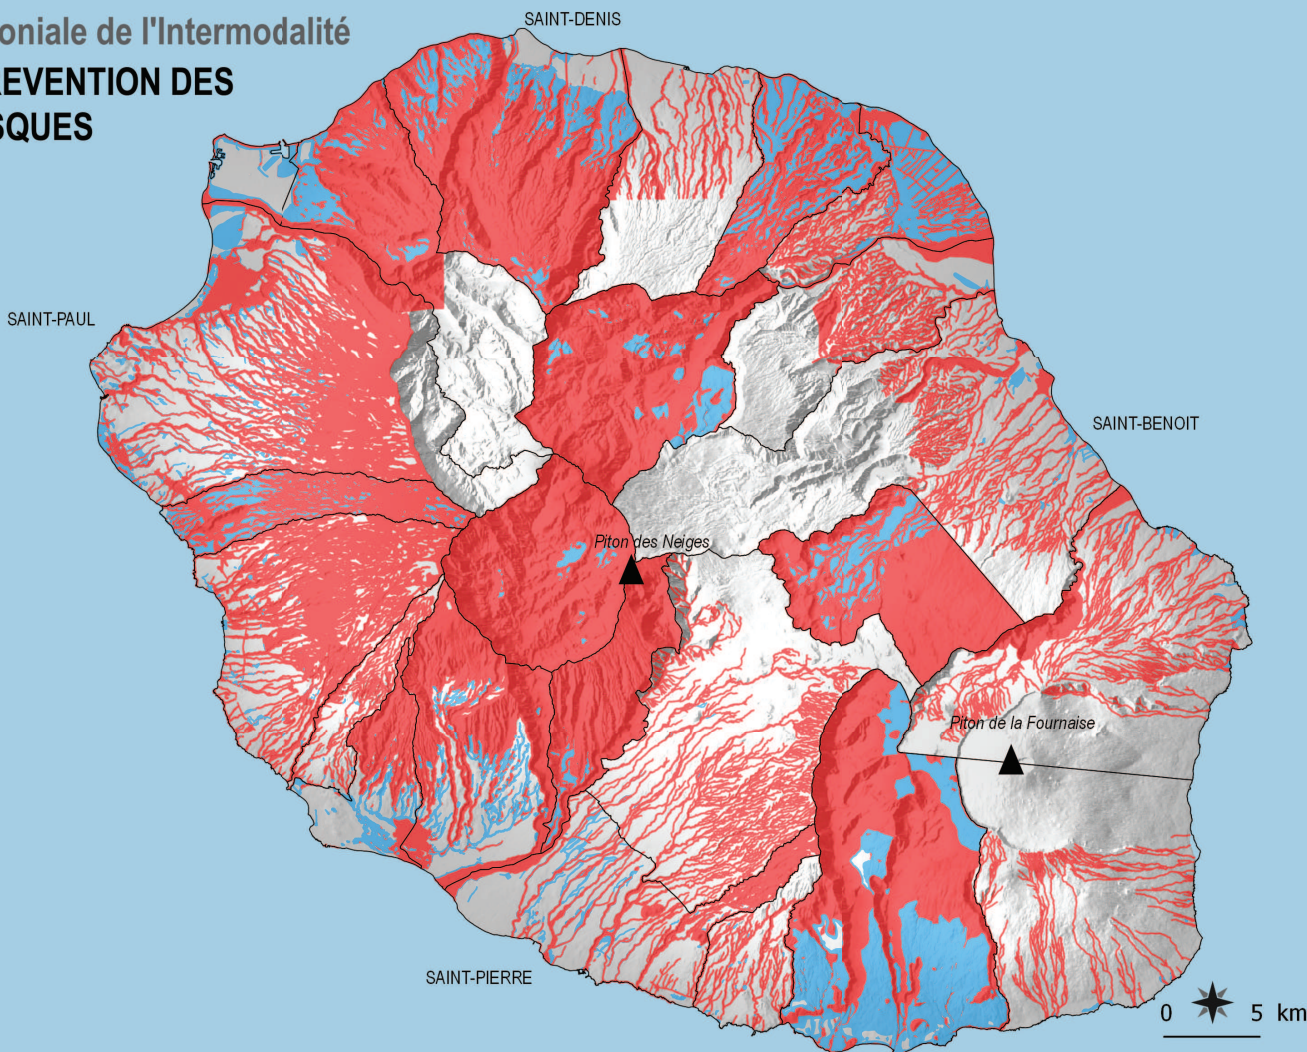 oniale de l'Intermodalité
EVENTION DES
SQUES
SAINT-DENIS
SAINT-PAUL
SAINT-BENOIT
Piton des Neiges
Piton de la Fournaise
SAINT-PIERRE
0 5 km